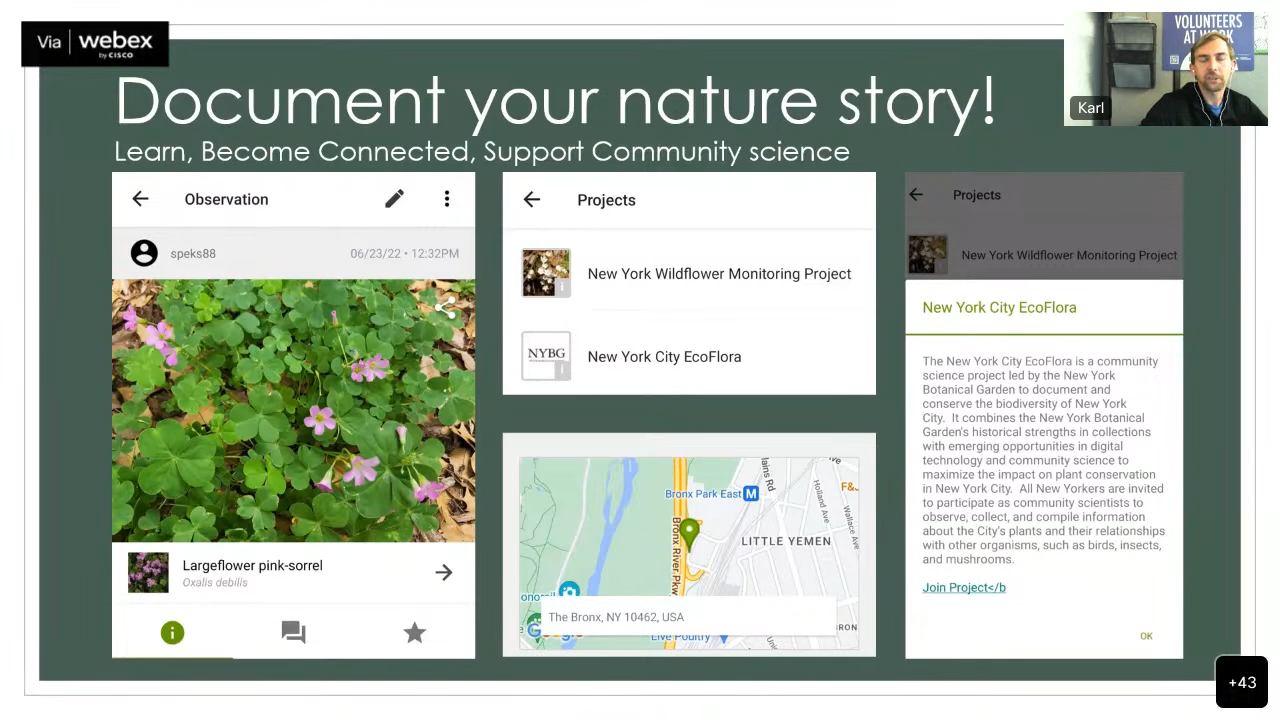 Via webex
by CISCO
Document your nature story!
Learn, Become Connected, Support Community science
VOLUNTEERS
AT WORK
Karl
Observation
speks88
06/23/22 • 12:32PM
Largeflower pink-sorrel
Oxalis debilis
Projects
New York Wildflower Monitoring Project
NYBG
New York City EcoFlora
Bronx Park East M
Holland Ave
Wallace Ave
F&J
LITTLE YEMEN
Bronx River Pkw
The Bronx, NY 10462, USA
Live Poultry
Projects
New York Wildflower Monitoring Project
New York City EcoFlora
The New York City EcoFlora is a community
science project led by the New York
Botanical Garden to document and
conserve the biodiversity of New York
City. It combines the New York Botanical
Garden's historical strengths in collections
with emerging opportunities in digital
technology and community science to
maximize the impact on plant conservation
in New York City. All New Yorkers are invited
to participate as community scientists to
observe, collect, and compile information
about the City's plants and their relationships
with other organisms, such as birds, insects,
and mushrooms.
Join Project</b
OK
+43